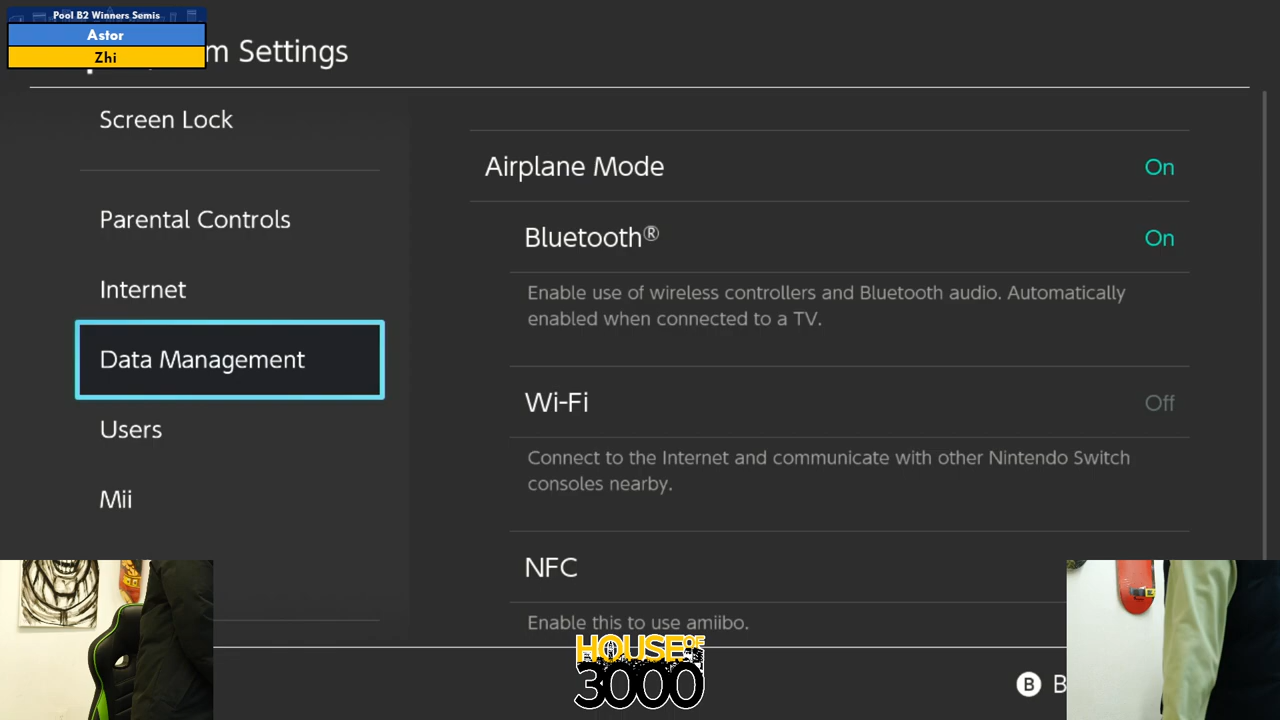 Pool B2 Winners Semis
Astor
Zhi
m Settings
Screen Lock
Parental Controls
Internet
Data Management
Users
Mii
Airplane Mode
On
Bluetooth®
On
Enable use of wireless controllers and Bluetooth audio. Automatically
enabled when connected to a TV.
Wi-Fi
Off
Connect to the Internet and communicate with other Nintendo Switch
consoles nearby.
NFC
Enable this to use amiibo.
HOUSE OF
3000
B B